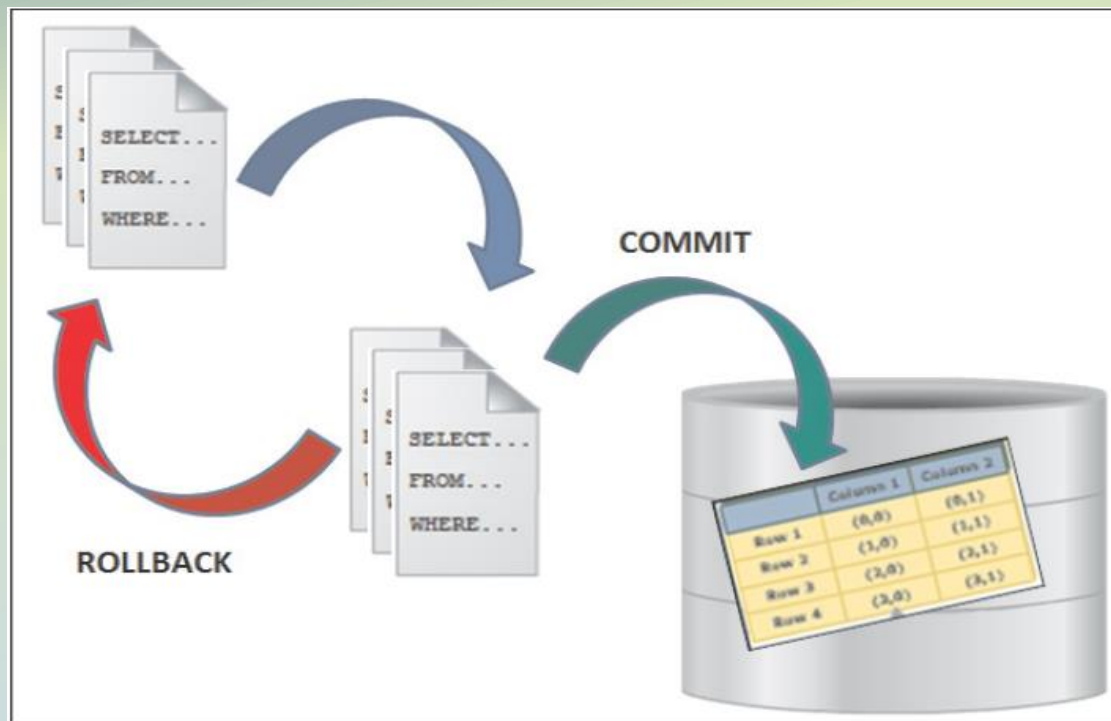 SELECT...
FROM...
WHERE...
COMMIT
SELECT...
FROM...
WHERE...
ROLLBACK
Column 1 Column 2
Row 1 (0,0) (0,1)
Row 2 (1,0) (1,1)
Row 3 (2,0) (2,1)
Row 4 (3,0) (3,1)